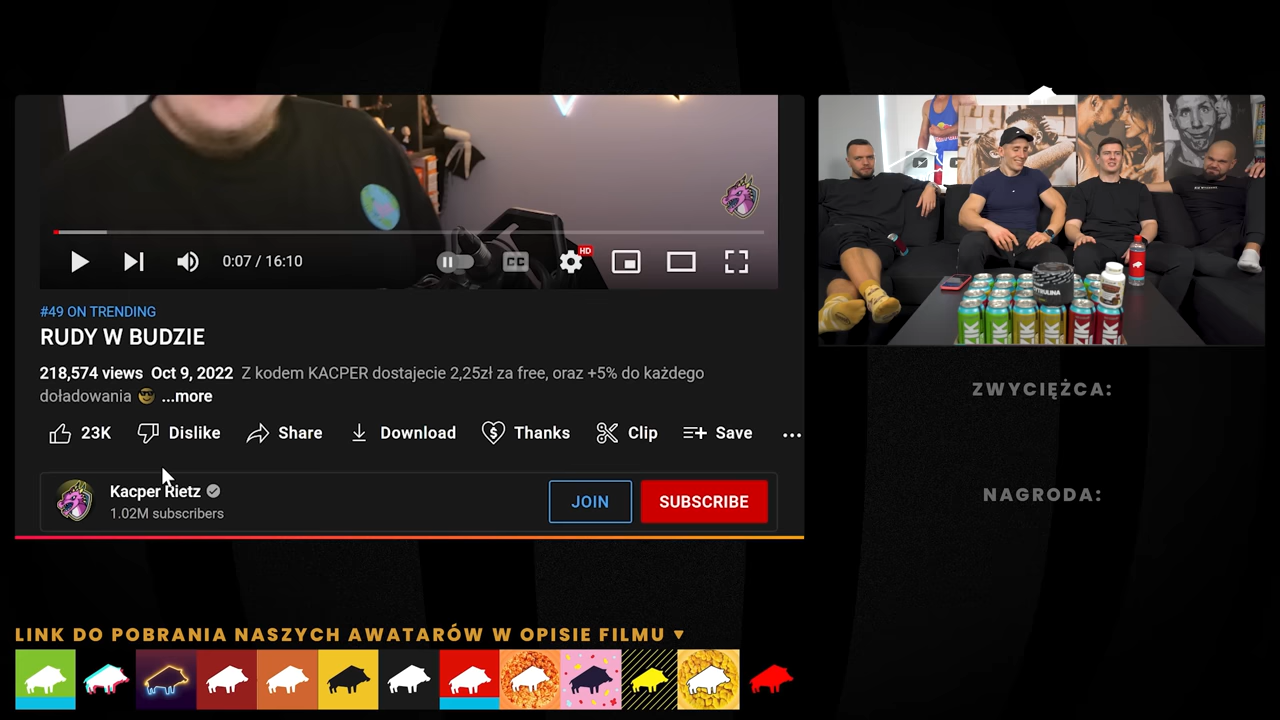 0:07 / 16:10
CC
HD
#49 ON TRENDING
RUDY W BUDZIE
218,574 views Oct 9, 2022 Z kodem KACPER dostajecie 2,25zł za free, oraz +5% do każdego
doładowania 😎 ...more
23K Dislike Share Download Thanks Clip Save ...
Kacper Rietz
1.02M subscribers
JOIN
SUBSCRIBE
ZWYCIĘZCA:
NAGRODA:
LINK DO POBRANIA NASZYCH AWATARÓW W OPISIE FILMU ▼